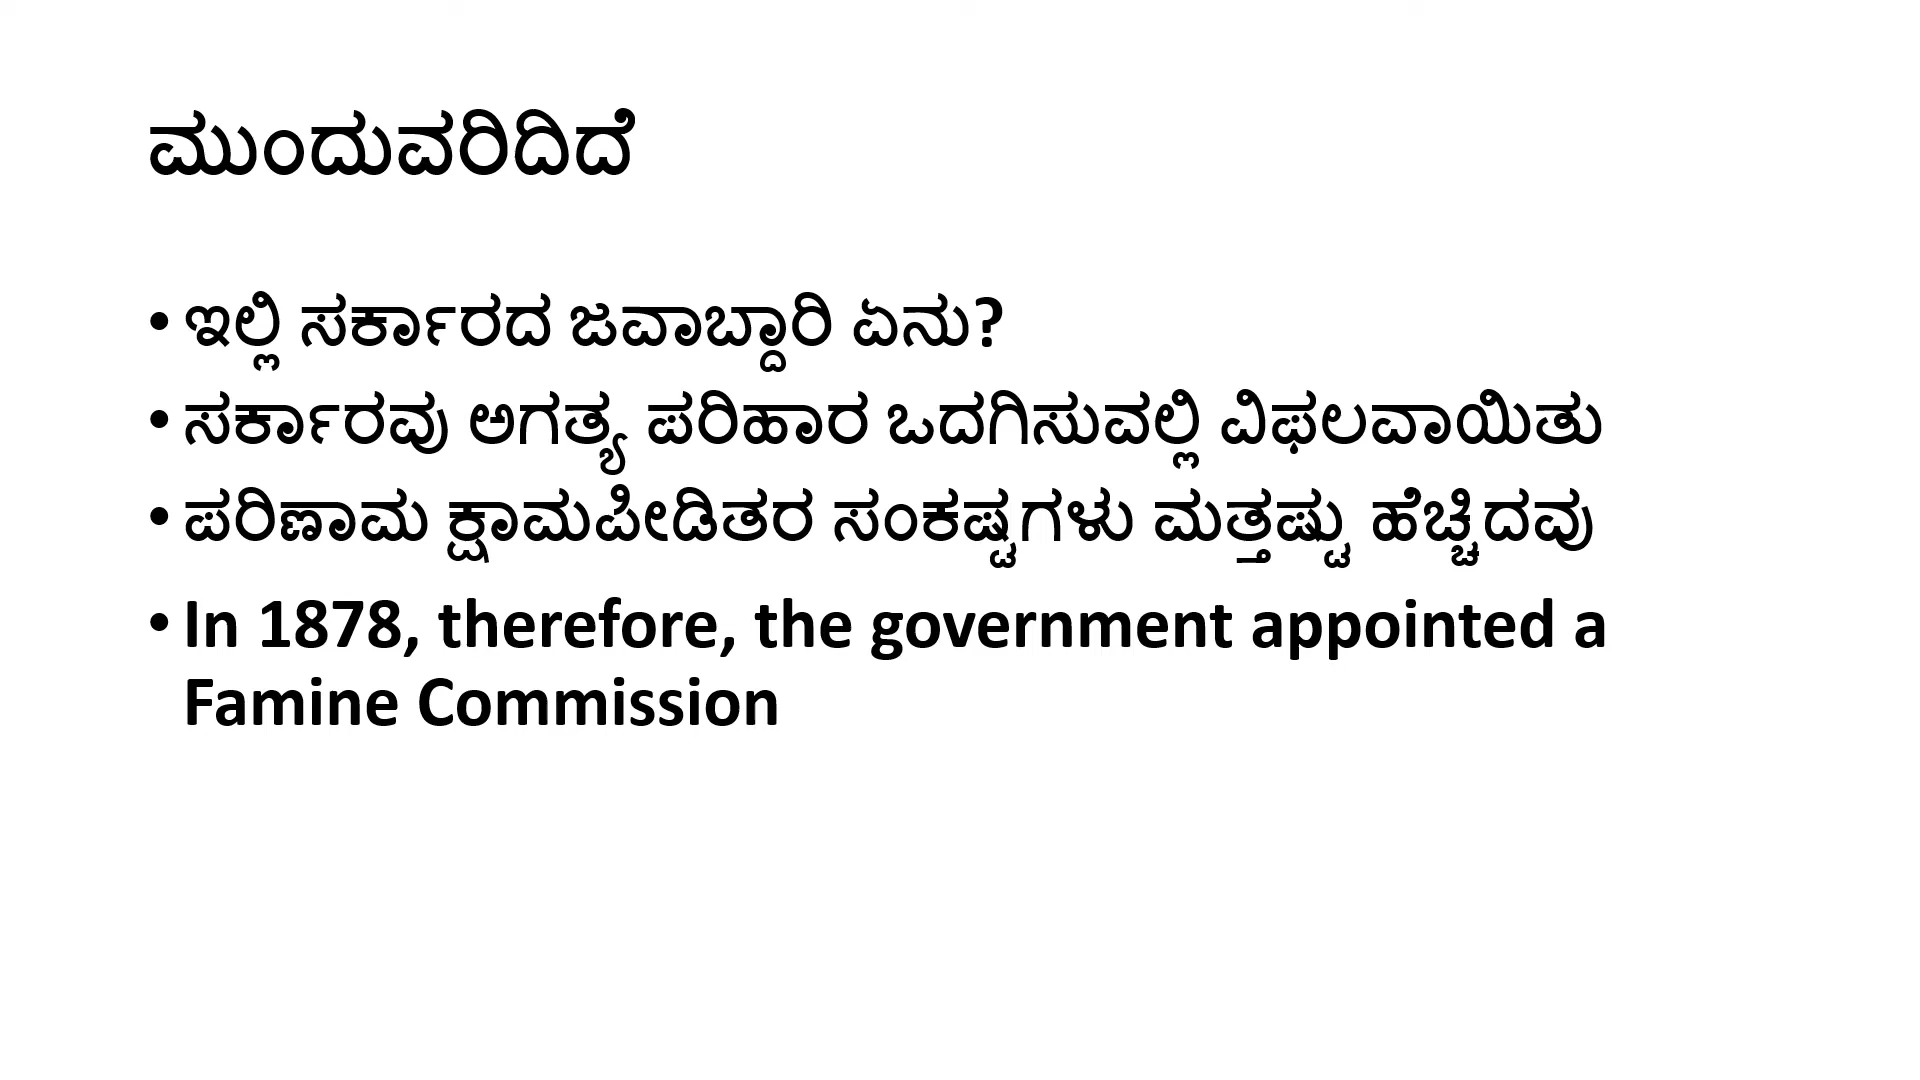 ಮುಂದುವರಿದಿದೆ
• ಇಲ್ಲಿ ಸರ್ಕಾರದ ಜವಾಬ್ದಾರಿ ಏನು?
• ಸರ್ಕಾರವು ಅಗತ್ಯ ಪರಿಹಾರ ಒದಗಿಸುವಲ್ಲಿ ವಿಫಲವಾಯಿತು
• ಪರಿಣಾಮ ಕ್ಷಾಮಪೀಡಿತರ ಸಂಕಷ್ಟಗಳು ಮತ್ತಷ್ಟು ಹೆಚ್ಚಿದವು
• In 1878, therefore, the government appointed a
Famine Commission